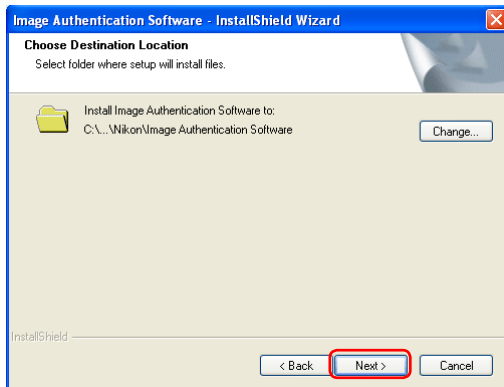 Image Authentication Software - InstallShield Wizard
Choose Destination Location
Select folder where setup will install files.
Install Image Authentication Software to:
C:\...\Nikon\Image Authentication Software
Change...
InstallShield
< Back
Next >
Cancel